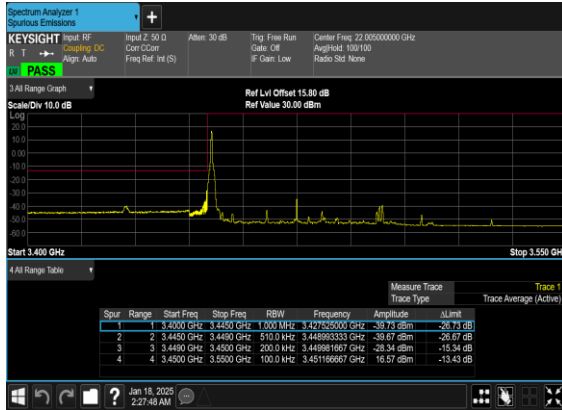 Spectrum Analyzer 1
Spurious Emissions
KEYSIGHT Input: RF Input Z: 50 Ω Atten: 30 dB Trig: Free Run Center Freq: 22.005000000 GHz
R T Coupling: DC Corr CCorr Gate: Off Avg|Hold: 100/100
Align: Auto Freq Ref: Int (S) IF Gain: Low Radio Std: None
PASS
3 All Range Graph
Ref Lvl Offset 15.80 dB
Scale/Div 10.0 dB Ref Value 30.00 dBm
Log
20.0
10.0
0.00
-10.0
-20.0
-30.0
-40.0
-50.0
-60.0
Start 3.400 GHz Stop 3.550 GH
4 All Range Table
Measure Trace Trace 1
Trace Type Trace Average (Active)
Spur Range Start Freq Stop Freq RBW Frequency Amplitude ΔLimit
1 1 3.4000 GHz 3.4450 GHz 1.000 MHz 3.427525000 GHz -39.73 dBm -26.73 dB
2 2 3.4450 GHz 3.4490 GHz 510.0 kHz 3.448993333 GHz -39.67 dBm -26.67 dB
3 3 3.4490 GHz 3.4500 GHz 200.0 kHz 3.449981667 GHz -28.34 dBm -15.34 dB
4 4 3.4500 GHz 3.5500 GHz 100.0 kHz 3.451166667 GHz 16.57 dBm -13.43 dB
? Jan 18, 2025
2:27:48 AM